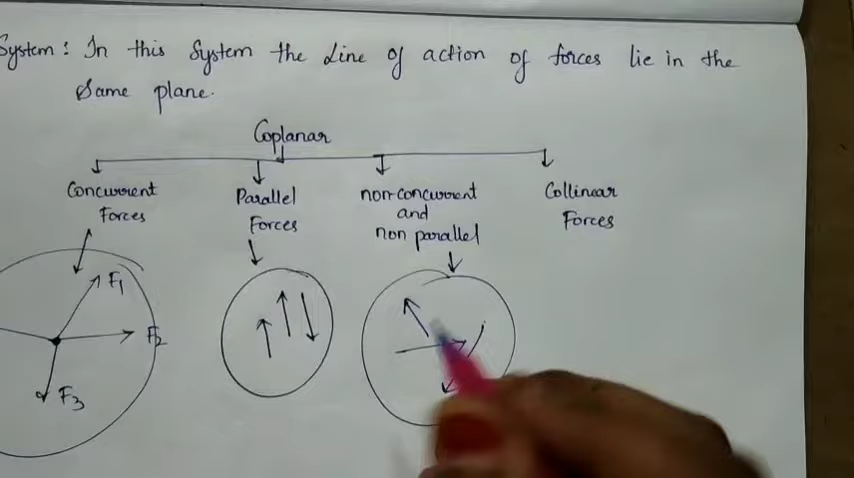 System: In this System the Line of action of forces lie in the
Same plane.
Coplanar
Concurrent
Forces
Parallel
Forces
non-concurrent
and
non parallel
Collinear
Forces
F1
F2
F3